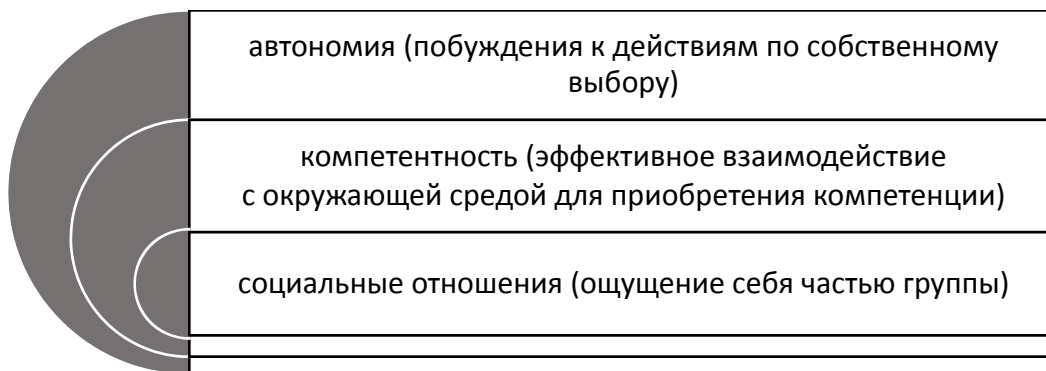 автономия (побуждения к действиям по собственному
выбору)
компетентность (эффективное взаимодействие
с окружающей средой для приобретения компетенции)
социальные отношения (ощущение себя частью группы)